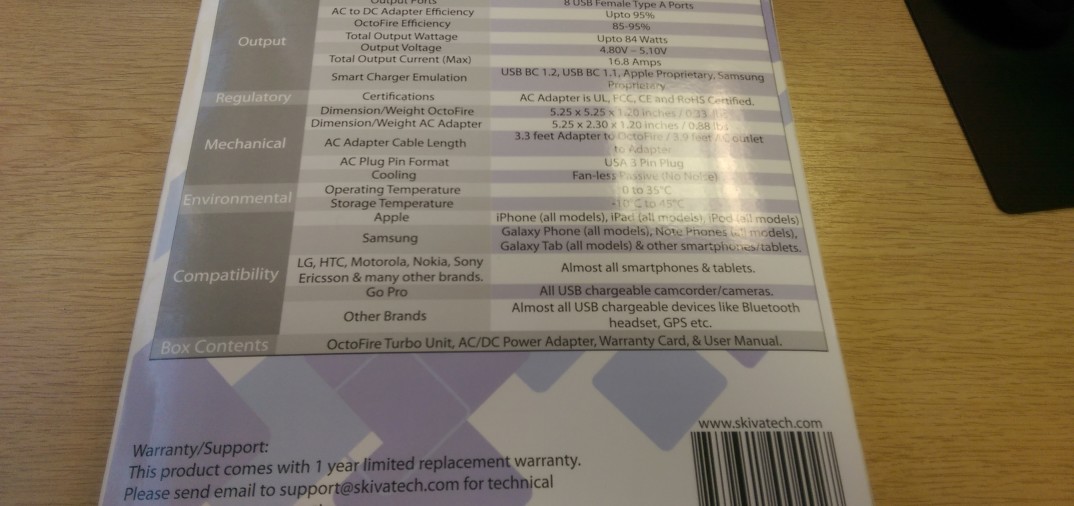 Output Ports 8 USB Female Type A Ports
AC to DC Adapter Efficiency Upto 95%
OctoFire Efficiency 85-95%
Output
Total Output Wattage Upto 84 Watts
Output Voltage 4.80V – 5.10V
Total Output Current (Max) 16.8 Amps
Smart Charger Emulation USB BC 1.2, USB BC 1.1, Apple Proprietary, Samsung
Proprietary
Regulatory Certifications AC Adapter is UL, FCC, CE and RoHS Certified.
Mechanical
Dimension/Weight OctoFire 5.25 x 5.25 x 1.20 inches /
Dimension/Weight AC Adapter 5.25 x 2.30 x 1.20 inches / 0.88 lbs
AC Adapter Cable Length 3.3 feet Adapter to OctoFire / 3.9 feet AC outlet
to Adapter
AC Plug Pin Format USA 3 Pin Plug
Cooling Fan-less Passive (No Noise)
Environmental
Operating Temperature 0 to 35°C
Storage Temperature -10°C to 45°C
Compatibility
Apple iPhone (all models), iPad (all models), iPod (all models)
Samsung Galaxy Phone (all models), Note Phones (all models),
Galaxy Tab (all models) & other smartphones/tablets.
LG, HTC, Motorola, Nokia, Sony
Ericsson & many other brands. Almost all smartphones & tablets.
Go Pro All USB chargeable camcorder/cameras.
Other Brands Almost all USB chargeable devices like Bluetooth
headset, GPS etc.
Box Contents OctoFire Turbo Unit, AC/DC Power Adapter, Warranty Card, & User Manual.
www.skivatech.com
Warranty/Support:
This product comes with 1 year limited replacement warranty.
Please send email to support@skivatech.com for technical